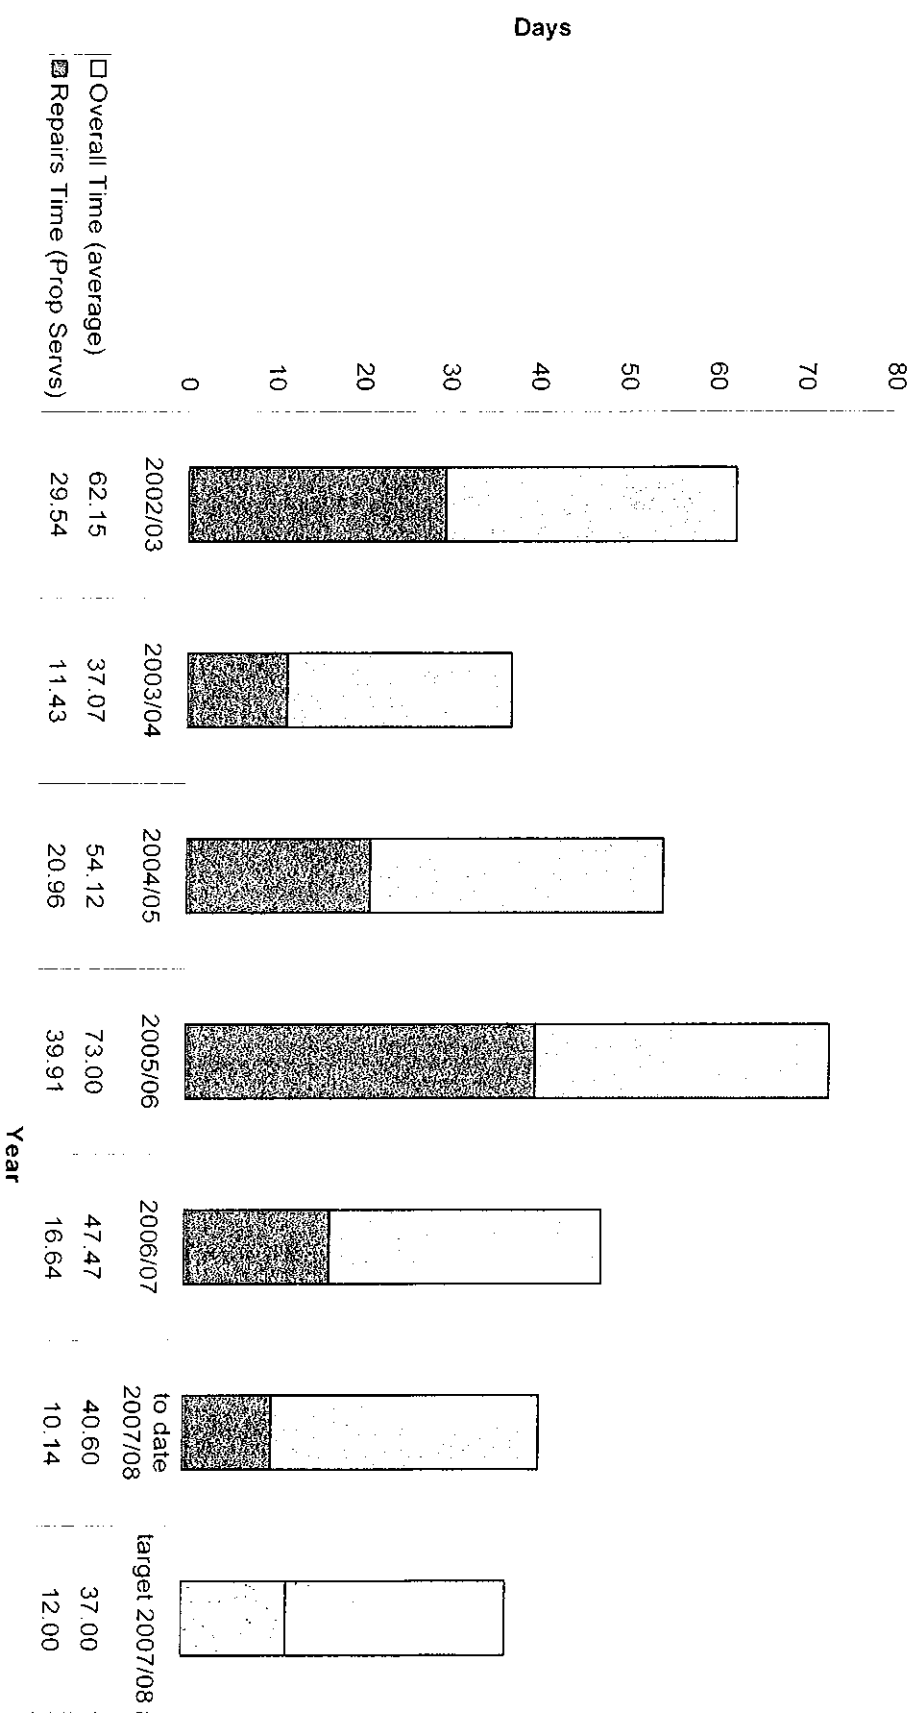 Days
80
70
60
50
40
30
20
10
0
2002/03 2003/04 2004/05 2005/06 2006/07 to date 2007/08 target 2007/08
Overall Time (average) 62.15 37.07 54.12 73.00 47.47 40.60 37.00
Repairs Time (Prop Servs) 29.54 11.43 20.96 39.91 16.64 10.14 12.00
Year